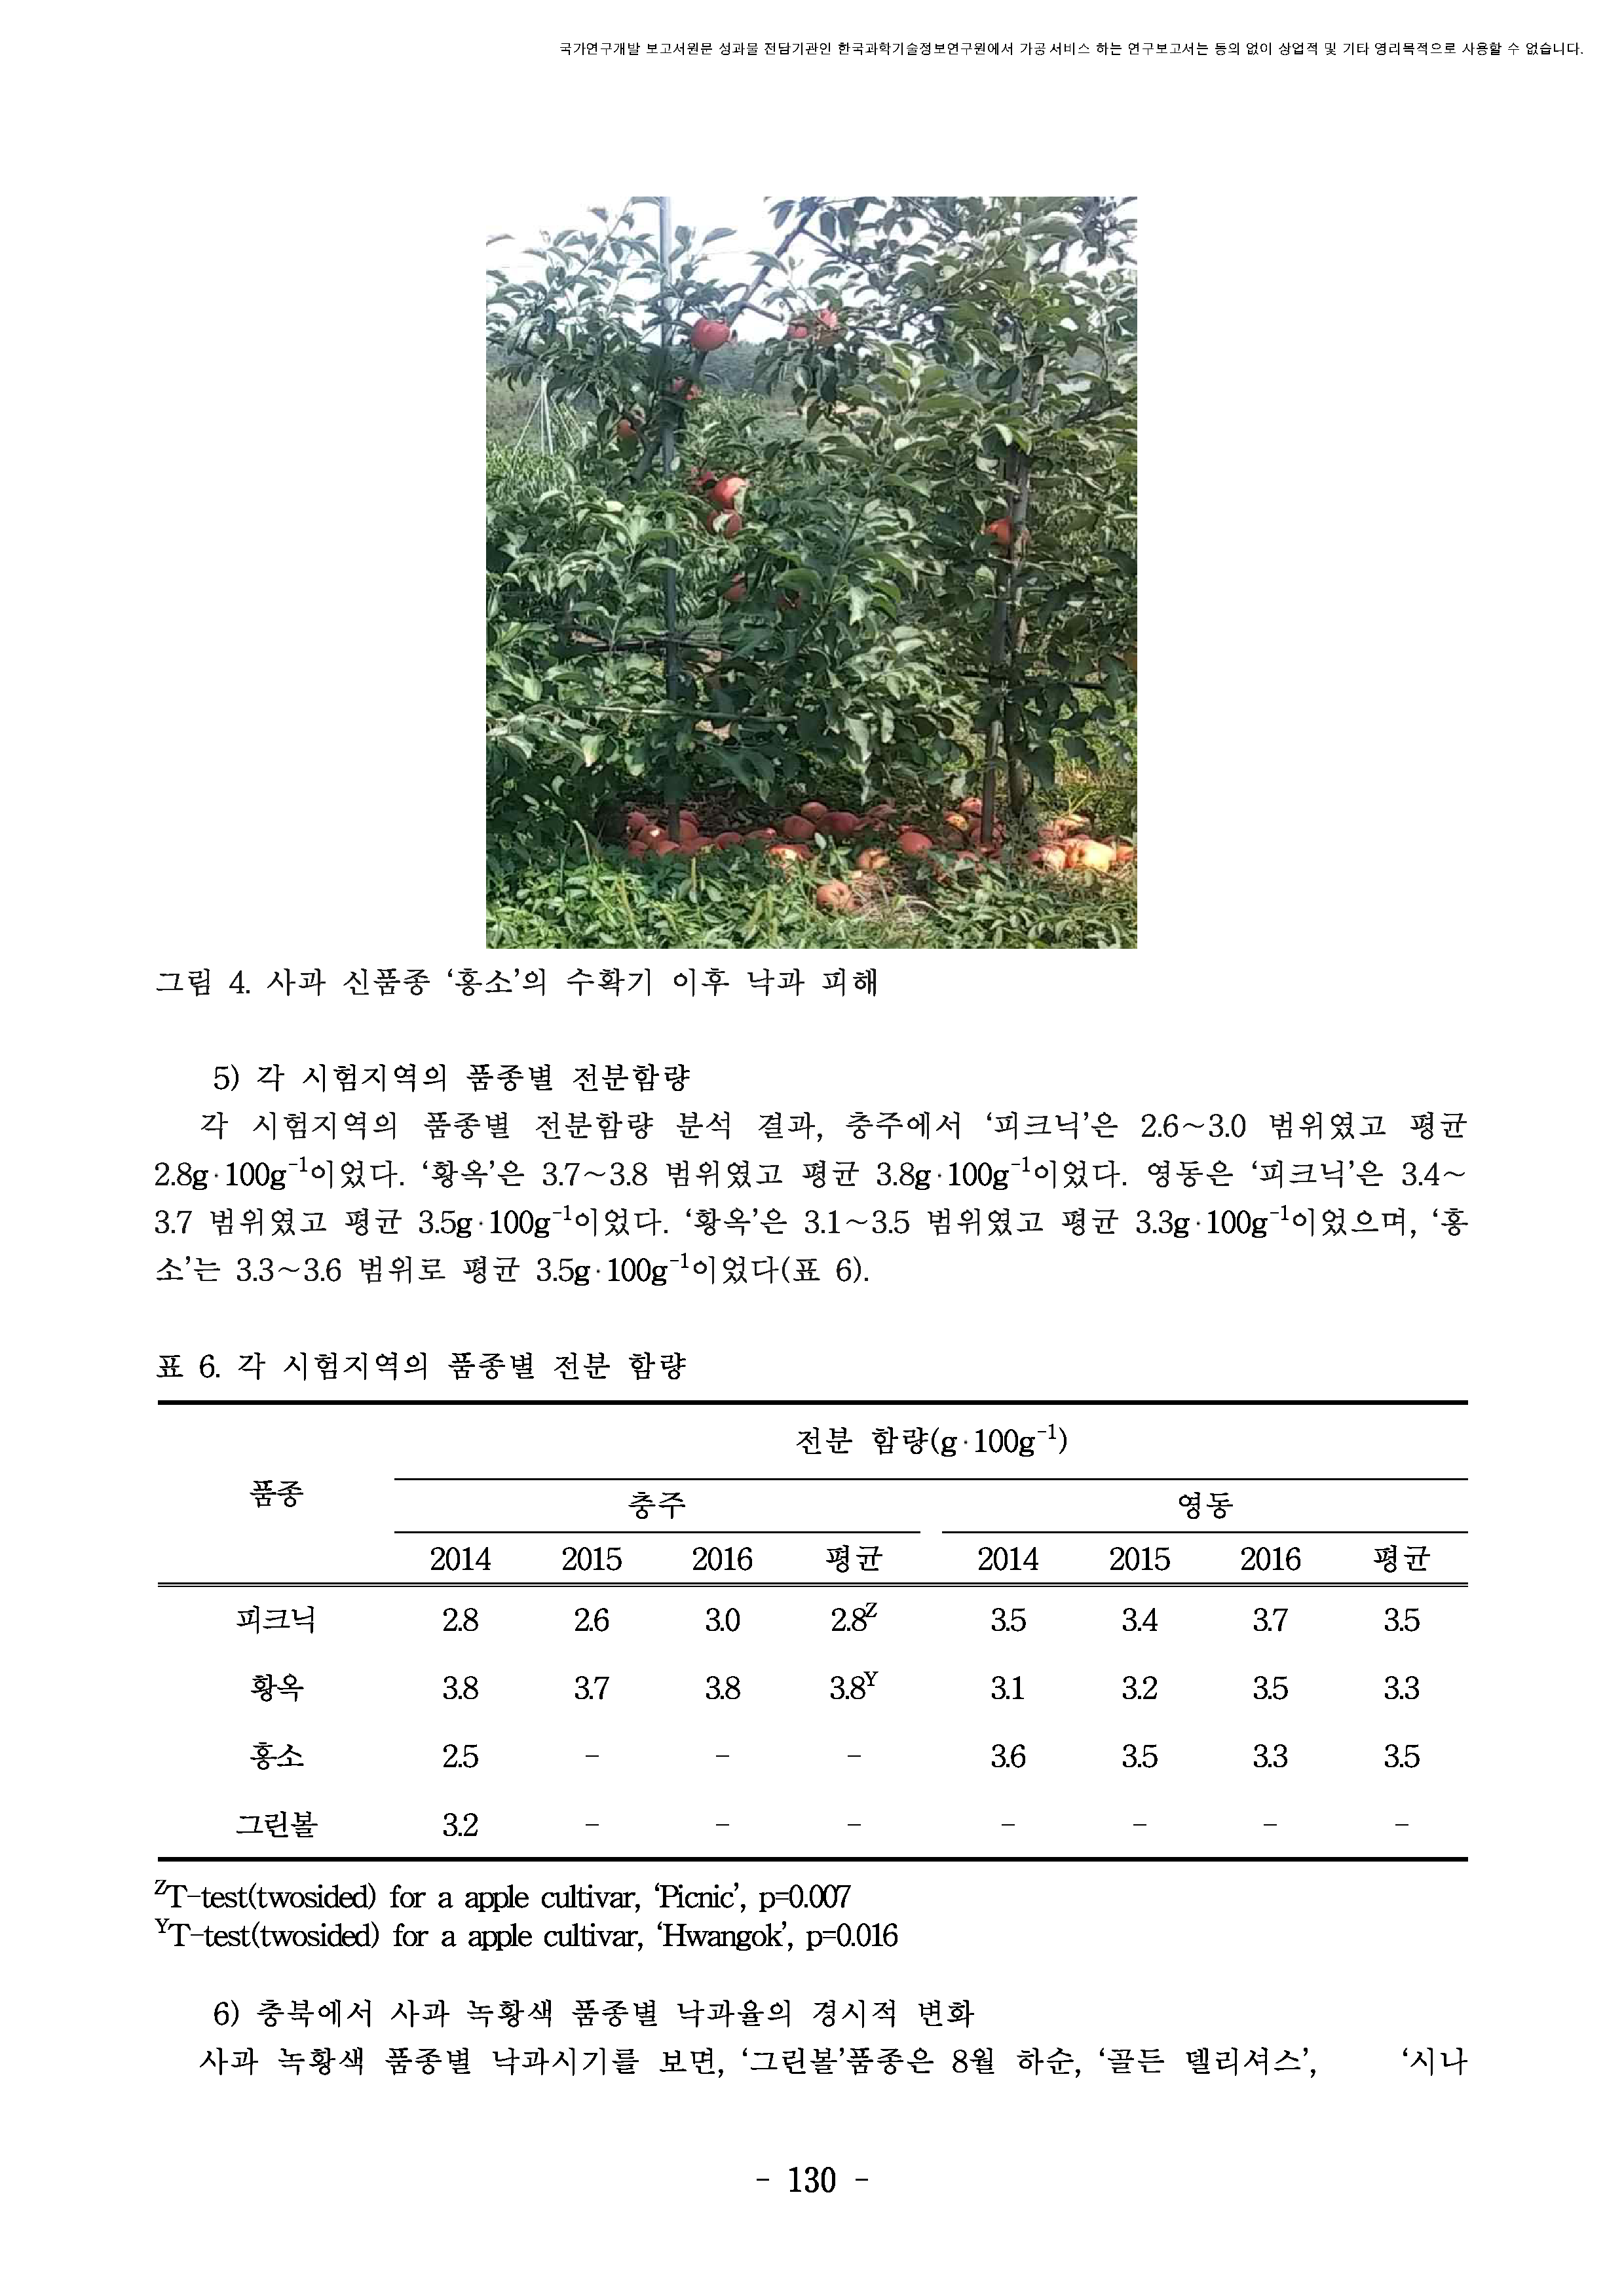 국가연구개발 보고서원문 성과물 전담기관인 한국과학기술정보연구원에서 가공·서비스 하는 연구보고서는 동의 없이 상업적 및 기타 영리목적으로 사용할 수 없습니다.
그림 4. 사과 신품종 ‘홍소’의 수확기 이후 낙과 피해
5) 각 시험지역의 품종별 전분함량
각 시험지역의 품종별 전분함량 분석 결과, 충주에서 ‘피크닉’은 2.6~3.0 범위였고 평균
2.8g·100g⁻¹이었다. ‘황옥’은 3.7~3.8 범위였고 평균 3.8g·100g⁻¹이었다. 영동은 ‘피크닉’은 3.4~
3.7 범위였고 평균 3.5g·100g⁻¹이었다. ‘황옥’은 3.1~3.5 범위였고 평균 3.3g·100g⁻¹이었으며, ‘홍
소’는 3.3~3.6 범위로 평균 3.5g·100g⁻¹이었다(표 6).
표 6. 각 시험지역의 품종별 전분 함량
전분 함량(g·100g⁻¹)
품종
충주 영동
2014 2015 2016 평균 2014 2015 2016 평균
피크닉 2.8 2.6 3.0 2.8Z 3.5 3.4 3.7 3.5
황옥 3.8 3.7 3.8 3.8Y 3.1 3.2 3.5 3.3
홍소 2.5 - - - 3.6 3.5 3.3 3.5
그린볼 3.2 - - - - - - -
ZT-test(twosided) for a apple cultivar, ‘Picnic’, p=0.007
YT-test(twosided) for a apple cultivar, ‘Hwangok’, p=0.016
6) 충북에서 사과 녹황색 품종별 낙과율의 경시적 변화
사과 녹황색 품종별 낙과시기를 보면, ‘그린볼’품종은 8월 하순, ‘골든 델리셔스’, ‘시나
- 130 -